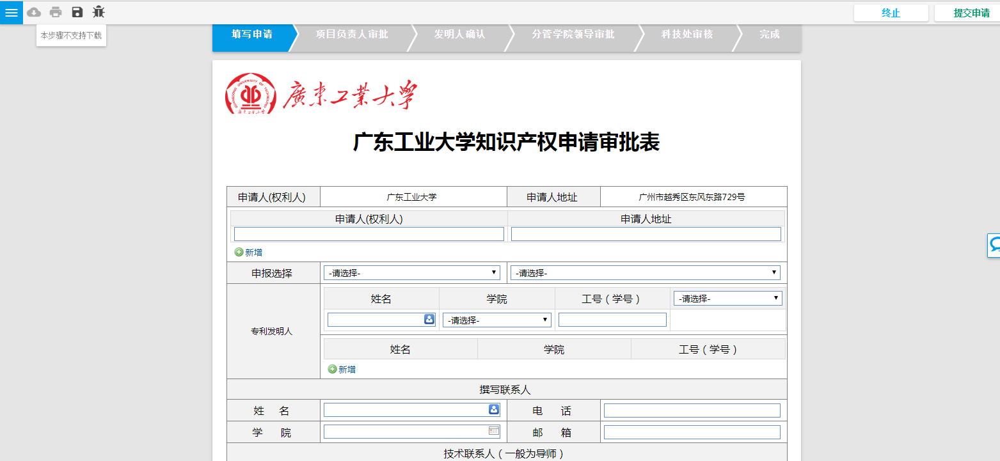 终止 提交申请
本步骤不支持下载
填写申请 项目负责人审批 发明人确认 分管学院领导审批 科技处审核 完成
GUANGDONG UNIVERSITY OF TECHNOLOGY
廣東工業大學
广东工业大学知识产权申请审批表
申请人(权利人) 广东工业大学 申请人地址 广州市越秀区东风东路729号
申请人(权利人) 申请人地址
新增
申报选择 -请选择- -请选择-
姓名 学院 工号（学号） -请选择-
专利发明人
-请选择-
姓名 学院 工号（学号）
新增
撰写联系人
姓 名 电 话
学 院 邮 箱
技术联系人（一般为导师）